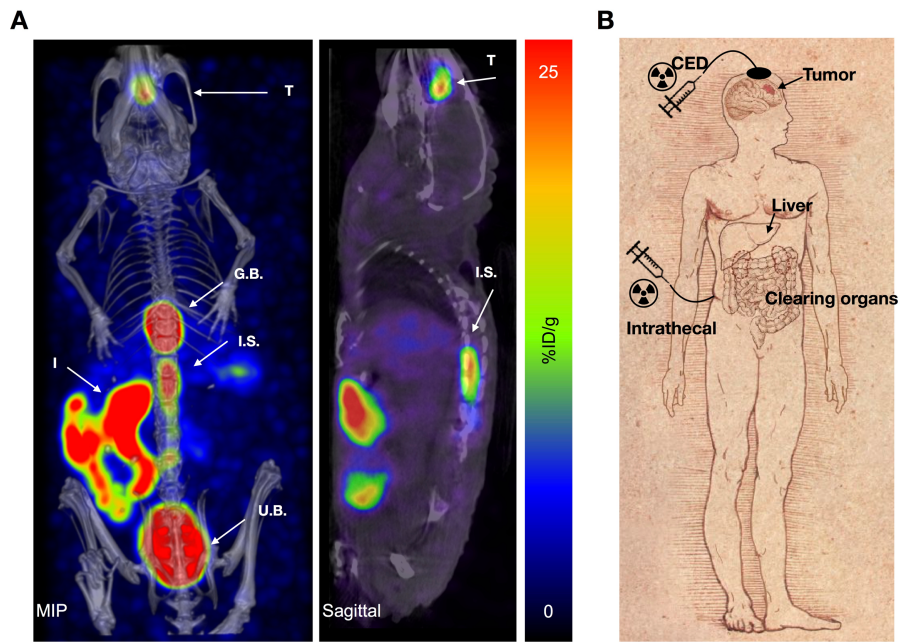 A
T
G.B.
I.S.
I
U.B.
MIP
T
I.S.
Sagittal
25
%ID/g
0
B
CED
Tumor
Liver
Clearing organs
Intrathecal